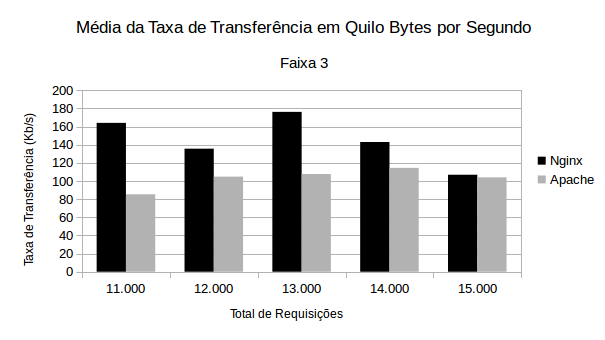 Média da Taxa de Transferência em Quilo Bytes por Segundo
Faixa 3
Taxa de Transferência (Kb/s)
200
180
160
140
120
100
80
60
40
20
0
11.000 12.000 13.000 14.000 15.000
Total de Requisições
Nginx
Apache